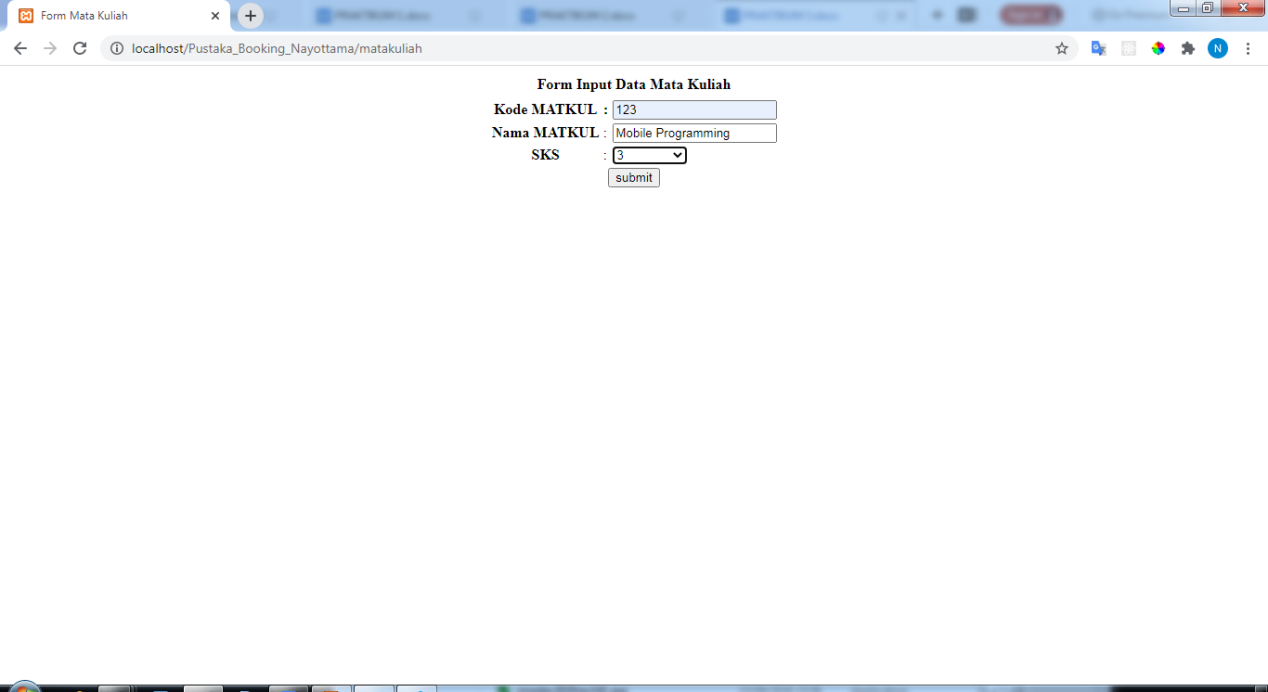 Form Mata Kuliah
localhost/Pustaka_Booking_Nayottama/matakuliah
N
Form Input Data Mata Kuliah
Kode MATKUL : 123
Nama MATKUL : Mobile Programming
SKS : 3
submit